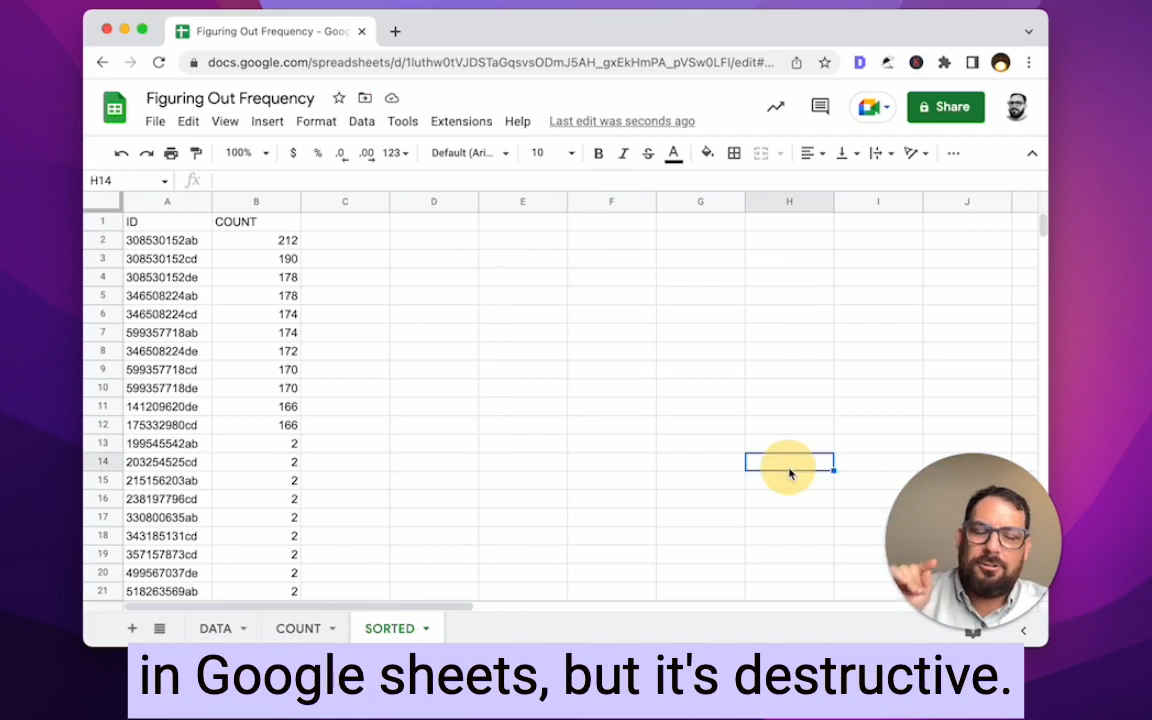 Figuring Out Frequency - Goog
docs.google.com/spreadsheets/d/1luthw0tVJDSTaGqsvsODmJ5AH_gxEkHmPA_pVSw0LFI/edit#...
Figuring Out Frequency
File Edit View Insert Format Data Tools Extensions Help Last edit was seconds ago
Share
100% $ % .0 .00 123 Default (Ari... 10 B I S A
H14 fx
A B C D E F G H I J
1 ID COUNT
2 308530152ab 212
3 308530152cd 190
4 308530152de 178
5 346508224ab 178
6 346508224cd 174
7 599357718ab 174
8 346508224de 172
9 599357718cd 170
10 599357718de 170
11 141209620de 166
12 175332980cd 166
13 199545542ab 2
14 203254525cd 2
15 215156203ab 2
16 238197796cd 2
17 330800635ab 2
18 343185131cd 2
19 357157873cd 2
20 499567037de 2
21 518263569ab 2
DATA COUNT SORTED
in Google sheets, but it's destructive.